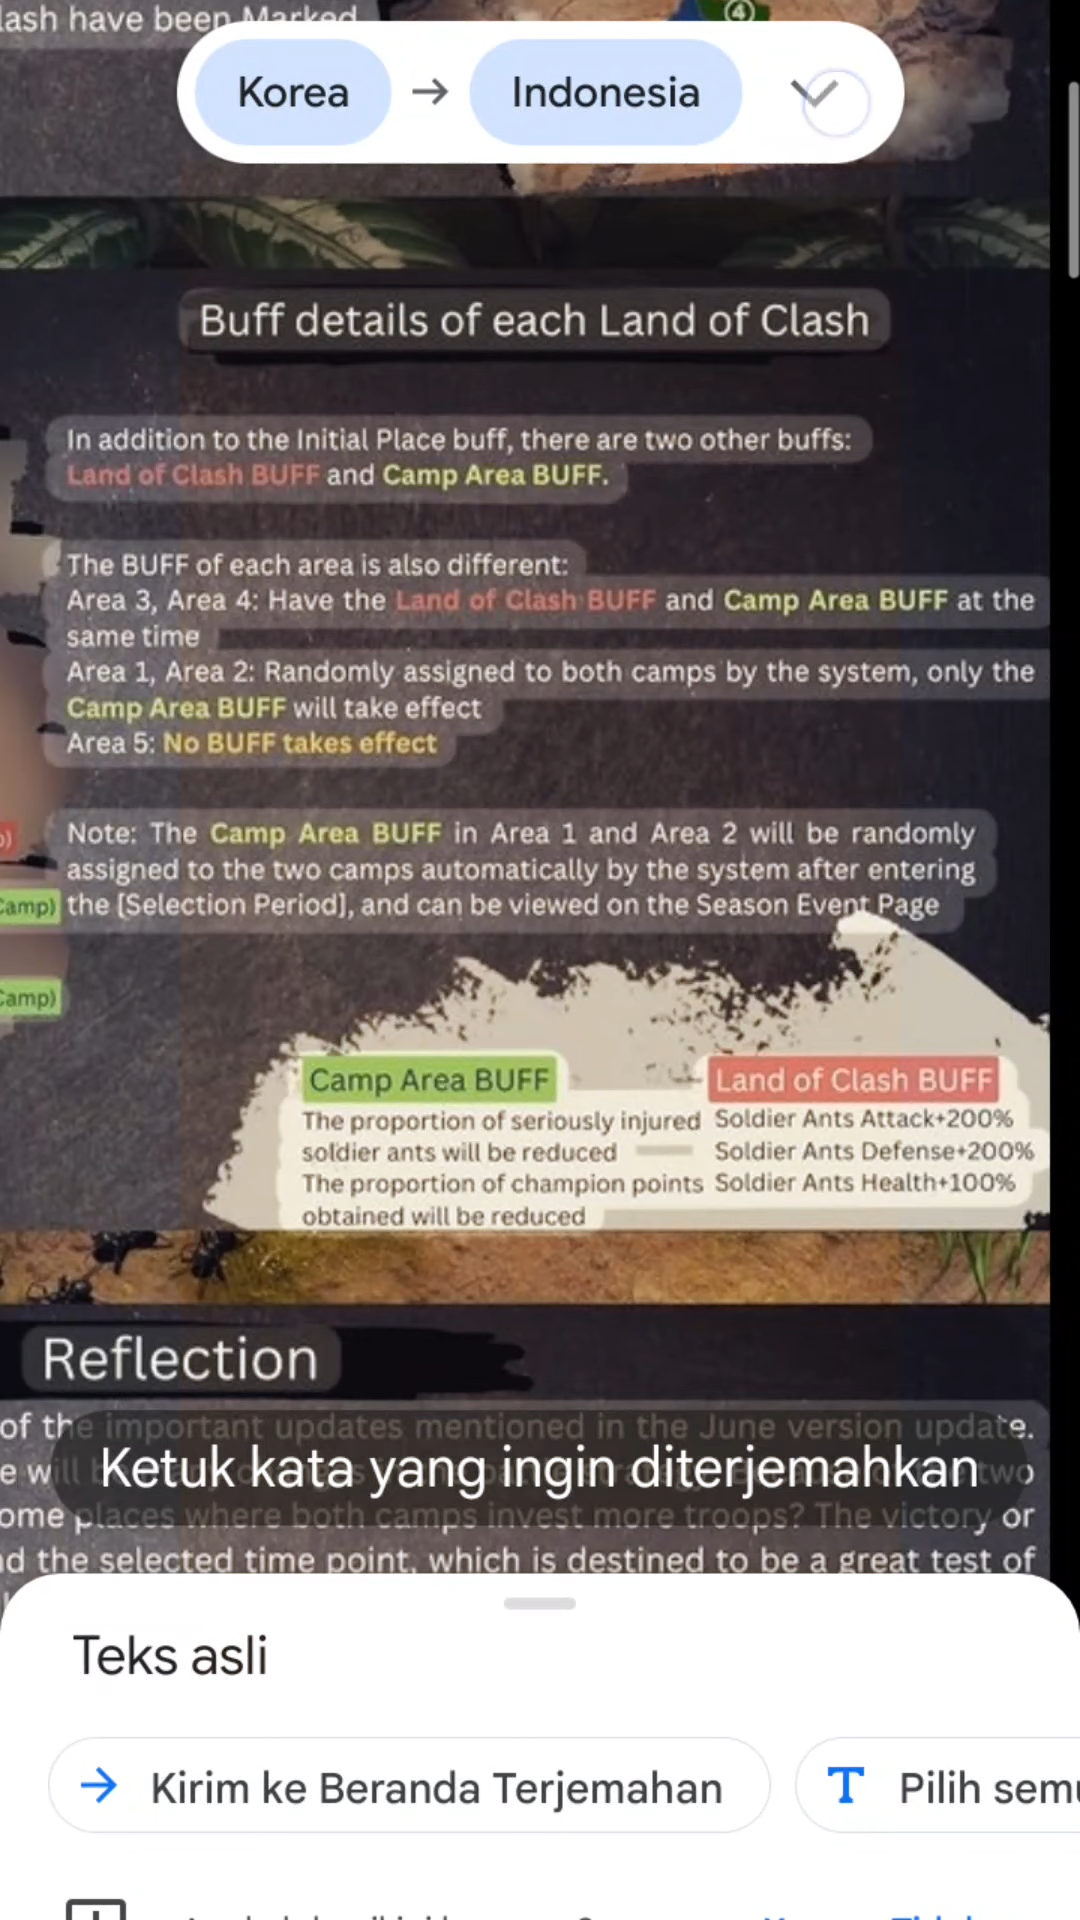 lash have been Marked
④
Korea → Indonesia
Buff details of each Land of Clash
In addition to the Initial Place buff, there are two other buffs:
Land of Clash BUFF and Camp Area BUFF.
The BUFF of each area is also different:
Area 3, Area 4: Have the Land of Clash BUFF and Camp Area BUFF at the
same time
Area 1, Area 2: Randomly assigned to both camps by the system, only the
Camp Area BUFF will take effect
Area 5: No BUFF takes effect
Note: The Camp Area BUFF in Area 1 and Area 2 will be randomly
assigned to the two camps automatically by the system after entering
Camp) the [Selection Period], and can be viewed on the Season Event Page
Camp)
Camp Area BUFF
The proportion of seriously injured
soldier ants will be reduced
The proportion of champion points
obtained will be reduced
Land of Clash BUFF
Soldier Ants Attack+200%
Soldier Ants Defense+200%
Soldier Ants Health+100%
Reflection
of the important updates mentioned in the June version update.
Ketuk kata yang ingin diterjemahkan
ome places where both camps invest more troops? The victory or
d the selected time point, which is destined to be a great test of
Teks asli
Kirim ke Beranda Terjemahan
Pilih semu